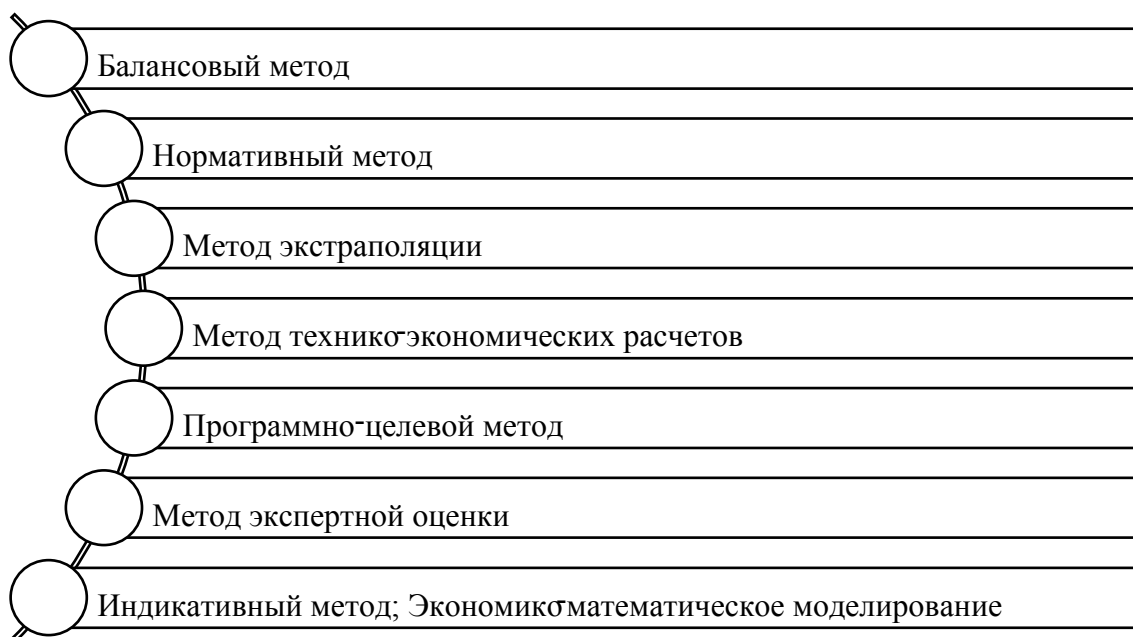 Балансовый метод
Нормативный метод
Метод экстраполяции
Метод технико-экономических расчетов
Программно-целевой метод
Метод экспертной оценки
Индикативный метод; Экономико-математическое моделирование